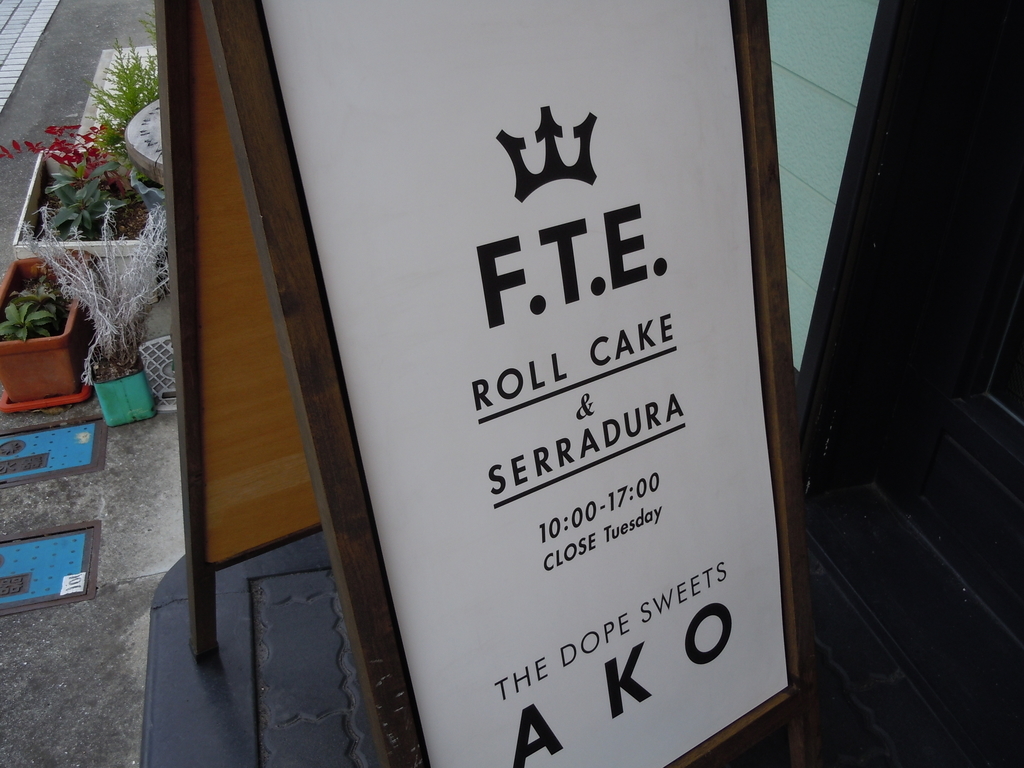 F.T.E.
ROLL CAKE
&
SERRADURA
10:00-17:00
CLOSE Tuesday
THE DOPE SWEETS
AKO